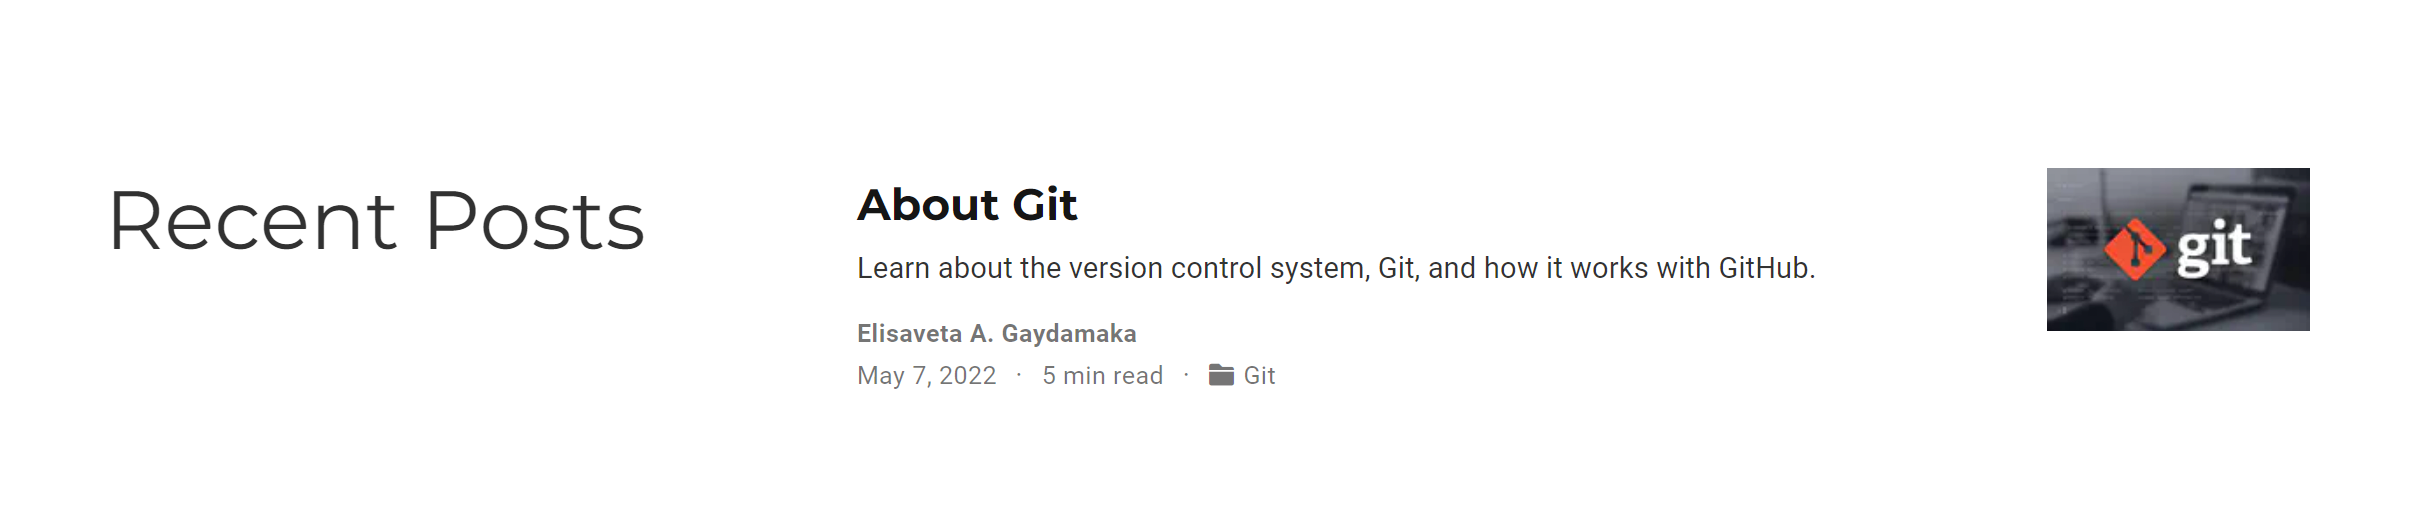 Recent Posts
About Git
Learn about the version control system, Git, and how it works with GitHub.
Elisaveta A. Gaydamaka
May 7, 2022 · 5 min read · Git
git